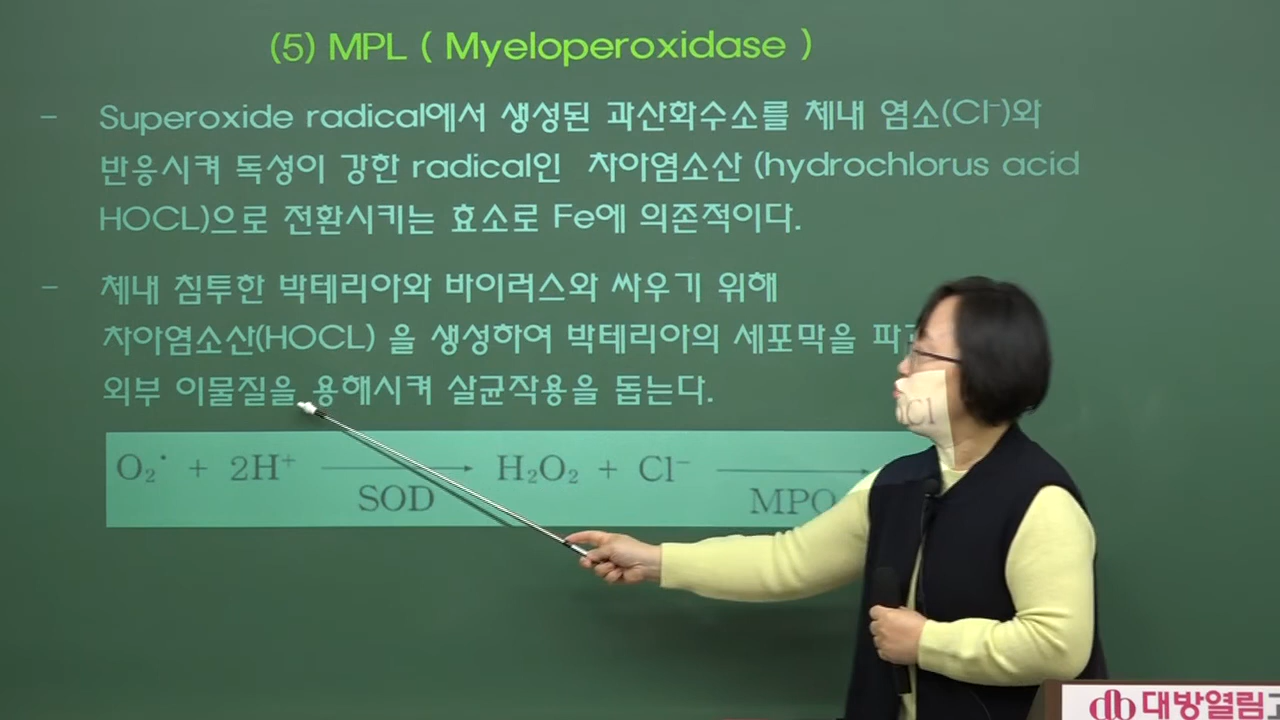 (5) MPL ( Myeloperoxidase )
- Superoxide radical에서 생성된 과산화수소를 체내 염소(Cl⁻)와
반응시켜 독성이 강한 radical인 차아염소산 (hydrochlorus acid
HOCL)으로 전환시키는 효소로 Fe에 의존적이다.
- 체내 침투한 박테리아와 바이러스와 싸우기 위해
차아염소산(HOCL) 을 생성하여 박테리아의 세포막을
외부 이물질을 용해시켜 살균작용을 돕는다.
O₂˙ + 2H⁺ → H₂O₂ + Cl⁻ →
SOD MPO
대방열림